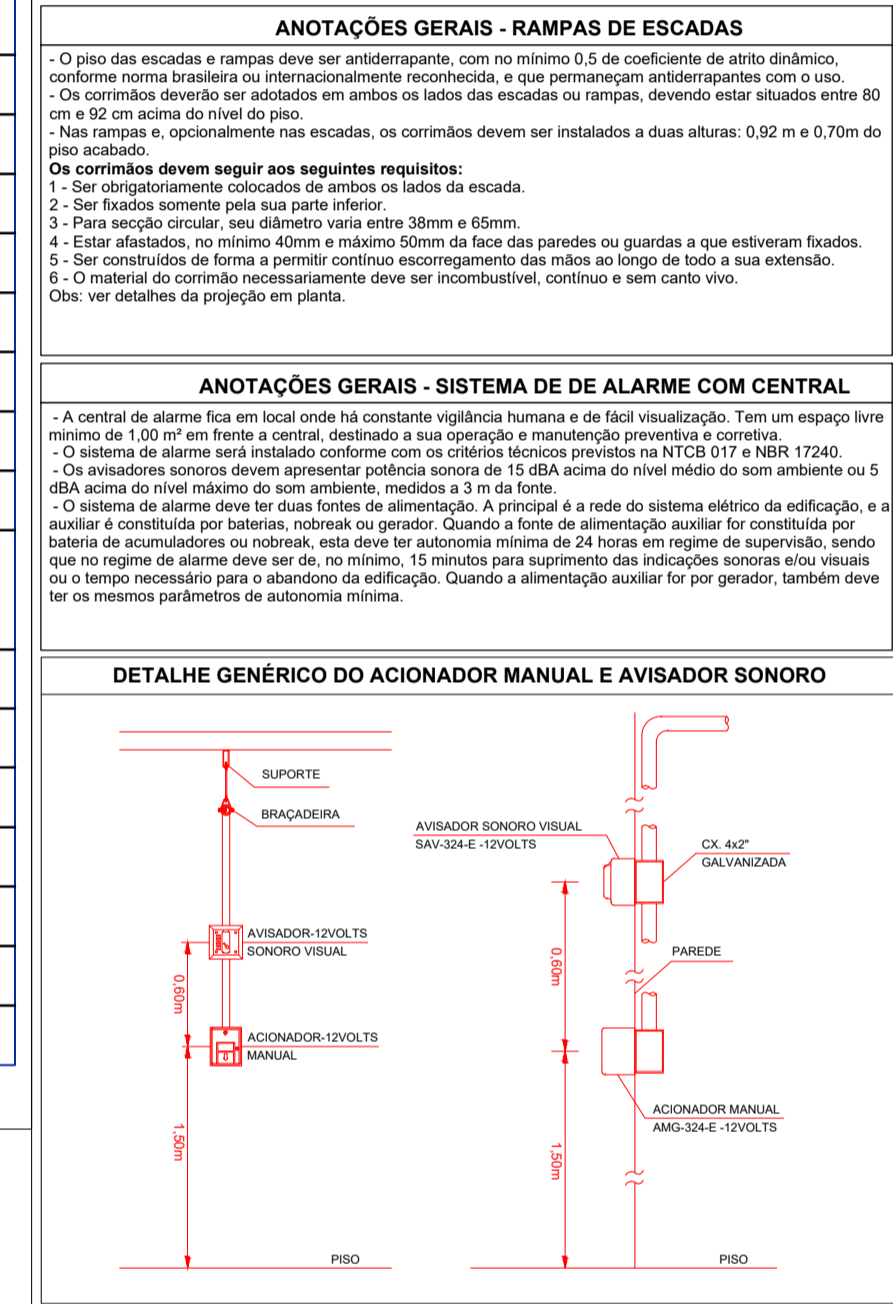 ANOTAÇÕES GERAIS - RAMPAS DE ESCADAS
- O piso das escadas e rampas deve ser antiderrapante, com no mínimo 0,5 de coeficiente de atrito dinâmico,
conforme norma brasileira ou internacionalmente reconhecida, e que permaneçam antiderrapantes com o uso.
- Os corrimãos deverão ser adotados em ambos os lados das escadas ou rampas, devendo estar situados entre 80
cm e 92 cm acima do nível do piso.
- Nas rampas e, opcionalmente nas escadas, os corrimãos devem ser instalados a duas alturas: 0,92 m e 0,70m do
piso acabado.
Os corrimãos devem seguir aos seguintes requisitos:
1 - Ser obrigatoriamente colocados de ambos os lados da escada.
2 - Ser fixados somente pela sua parte inferior.
3 - Para secção circular, seu diâmetro varia entre 38mm e 65mm.
4 - Estar afastados, no mínimo 40mm e máximo 50mm da face das paredes ou guardas a que estiveram fixados.
5 - Ser construídos de forma a permitir contínuo escorregamento das mãos ao longo de todo a sua extensão.
6 - O material do corrimão necessariamente deve ser incombustível, contínuo e sem canto vivo.
Obs: ver detalhes da projeção em planta.
ANOTAÇÕES GERAIS - SISTEMA DE DE ALARME COM CENTRAL
- A central de alarme fica em local onde há constante vigilância humana e de fácil visualização. Tem um espaço livre
minimo de 1,00 m² em frente a central, destinado a sua operação e manutenção preventiva e corretiva.
- O sistema de alarme será instalado conforme com os critérios técnicos previstos na NTCB 017 e NBR 17240.
- Os avisadores sonoros devem apresentar potência sonora de 15 dBA acima do nível médio do som ambiente ou 5
dBA acima do nível máximo do som ambiente, medidos a 3 m da fonte.
- O sistema de alarme deve ter duas fontes de alimentação. A principal é a rede do sistema elétrico da edificação, e a
auxiliar é constituída por baterias, nobreak ou gerador. Quando a fonte de alimentação auxiliar for constituída por
bateria de acumuladores ou nobreak, esta deve ter autonomia mínima de 24 horas em regime de supervisão, sendo
que no regime de alarme deve ser de, no mínimo, 15 minutos para suprimento das indicações sonoras e/ou visuais
ou o tempo necessário para o abandono da edificação. Quando a alimentação auxiliar for por gerador, também deve
ter os mesmos parâmetros de autonomia mínima.
DETALHE GENÉRICO DO ACIONADOR MANUAL E AVISADOR SONORO
SUPORTE
BRAÇADEIRA
AVISADOR-12VOLTS
SONORO VISUAL
0,60m
ACIONADOR-12VOLTS
MANUAL
1,50m
PISO
AVISADOR SONORO VISUAL
SAV-324-E -12VOLTS
CX. 4x2"
GALVANIZADA
0,60m
PAREDE
ACIONADOR MANUAL
AMG-324-E -12VOLTS
1,50m
PISO